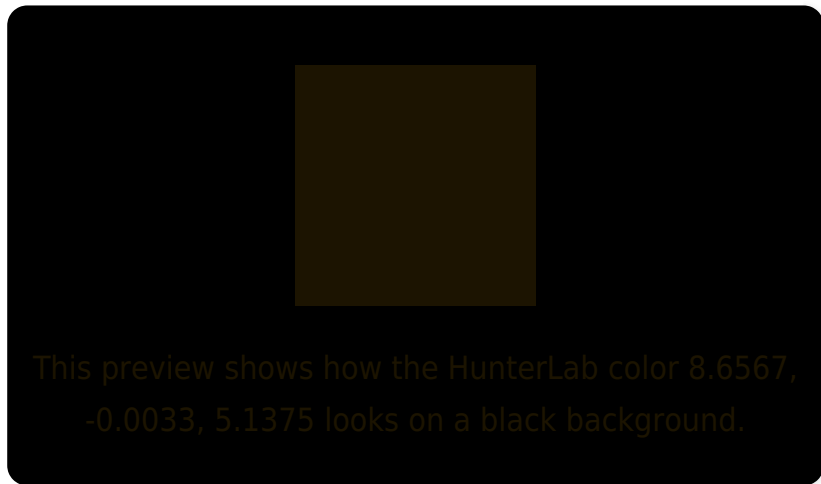 This preview shows how the HunterLab color 8.6567,
-0.0033, 5.1375 looks on a black background.